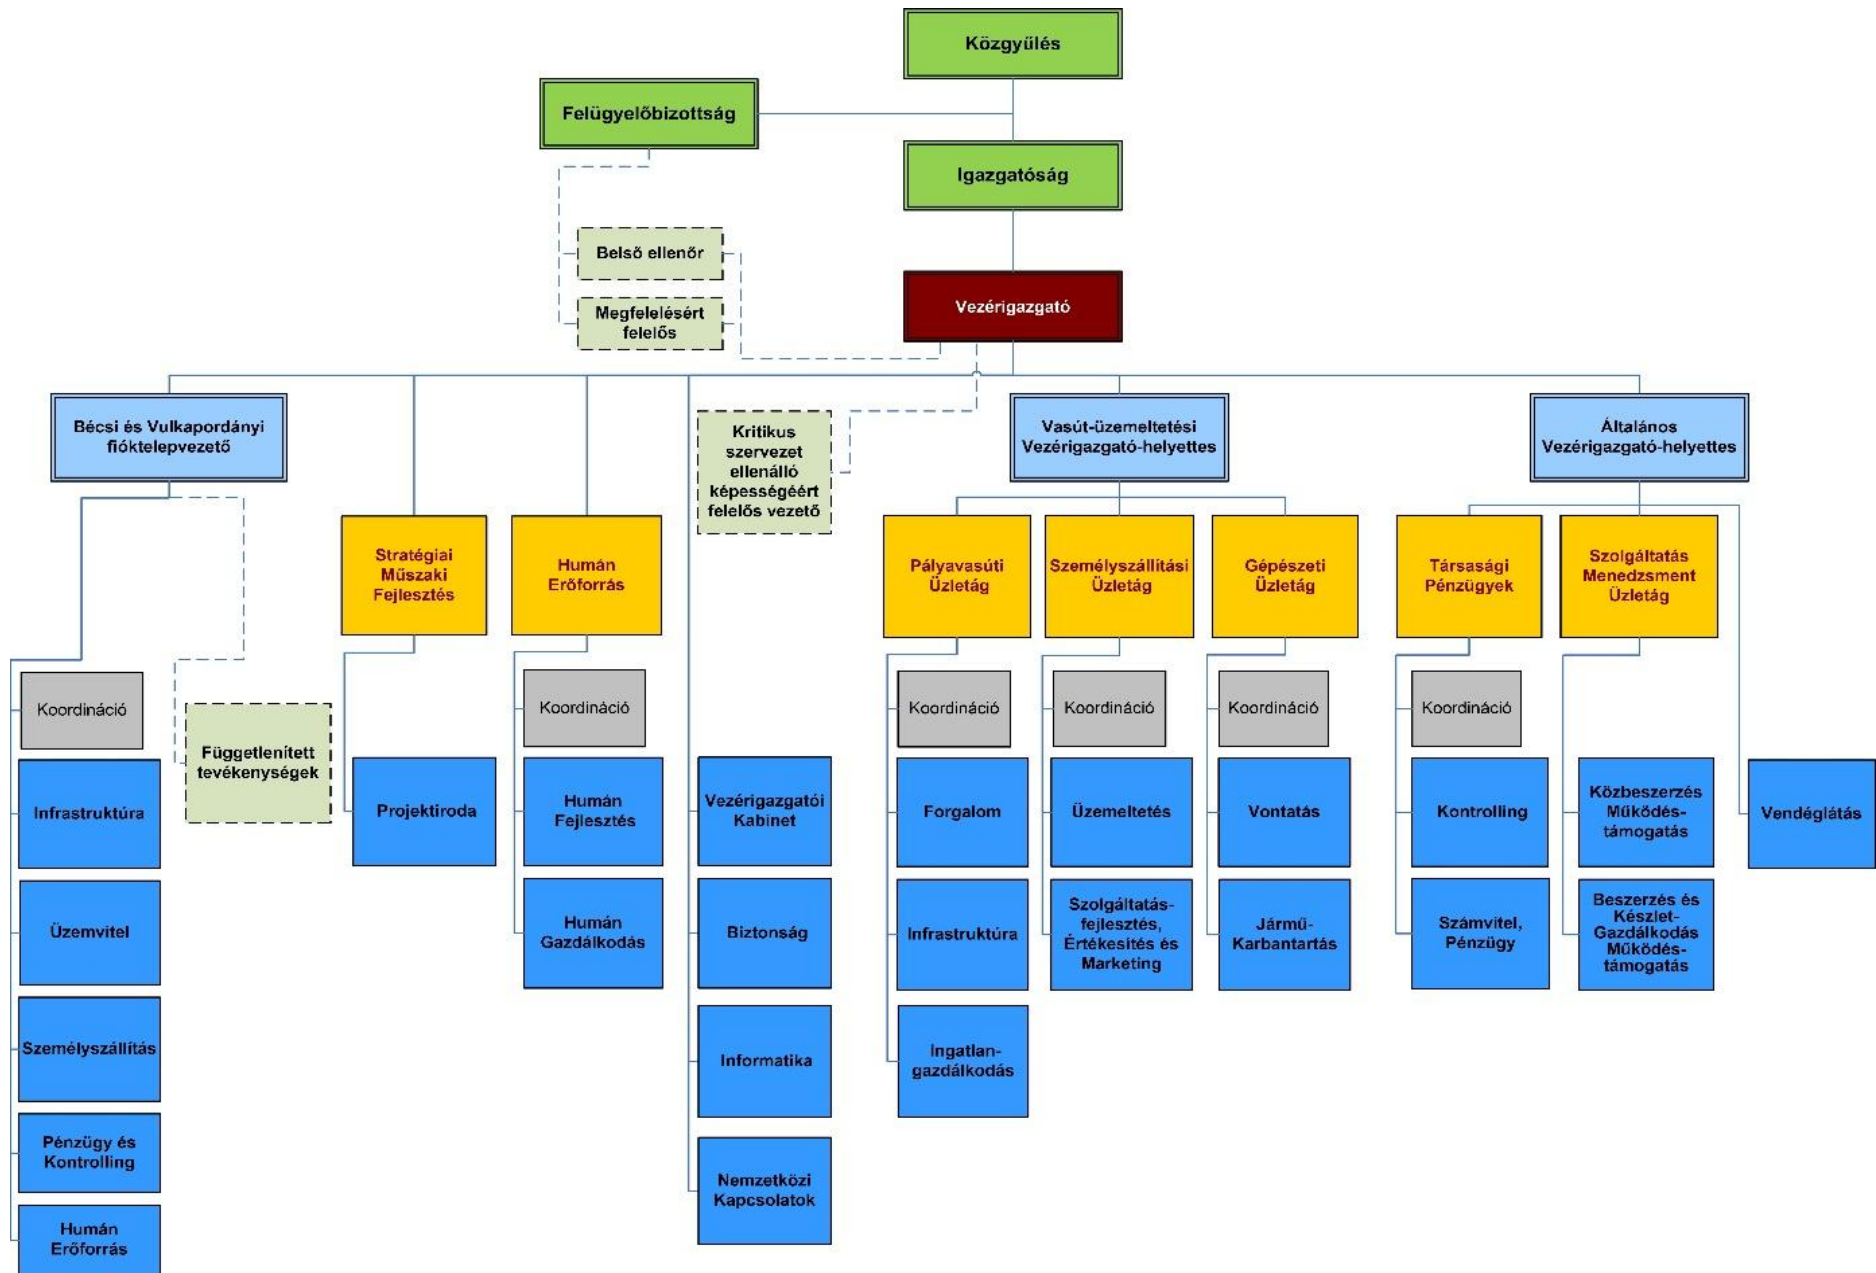 Közgyűlés
Felügyelőbizottság
Igazgatóság
Belső ellenőr
Megfelelésért
felelős
Vezérigazgató
Bécsi és Vulkapordányi
fióktelepvezető
Kritikus
szervezet
ellenálló
képességéért
felelős vezető
Vasút-üzemeltetési
Vezérigazgató-helyettes
Általános
Vezérigazgató-helyettes
Stratégiai
Műszaki
Fejlesztés
Humán
Erőforrás
Pályavasúti
Üzletág
Személyszállítási
Üzletág
Gépészeti
Üzletág
Társasági
Pénzügyek
Szolgáltatás
Menedzsment
Üzletág
Koordináció
Függetlenített
tevékenységek
Koordináció
Koordináció
Koordináció
Koordináció
Koordináció
Infrastruktúra
Projektiroda
Humán
Fejlesztés
Vezérigazgatói
Kabinet
Forgalom
Üzemeltetés
Vontatás
Kontrolling
Közbeszerzés
Működés-
támogatás
Vendéglátás
Üzemvitel
Humán
Gazdálkodás
Biztonság
Infrastruktúra
Szolgáltatás-
fejlesztés,
Értékesítés és
Marketing
Jármű-
Karbantartás
Számvitel,
Pénzügy
Beszerzés és
Készlet-
Gazdálkodás
Működés-
támogatás
Személyszállítás
Informatika
Ingatlan-
gazdálkodás
Pénzügy és
Kontrolling
Nemzetközi
Kapcsolatok
Humán
Erőforrás